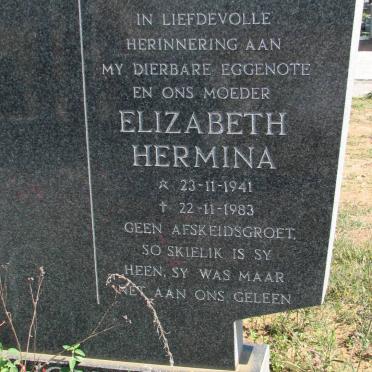 IN LIEFDEVOLLE
HERINNERING AAN
MY DIERBARE EGGENOTE
EN ONS MOEDER
ELIZABETH
HERMINA
☆ 23-11-1941
† 22-11-1983
GEEN AFSKEIDSGROET,
SO SKIELIK IS SY
HEEN, SY WAS MAAR
NET AAN ONS GELEEN